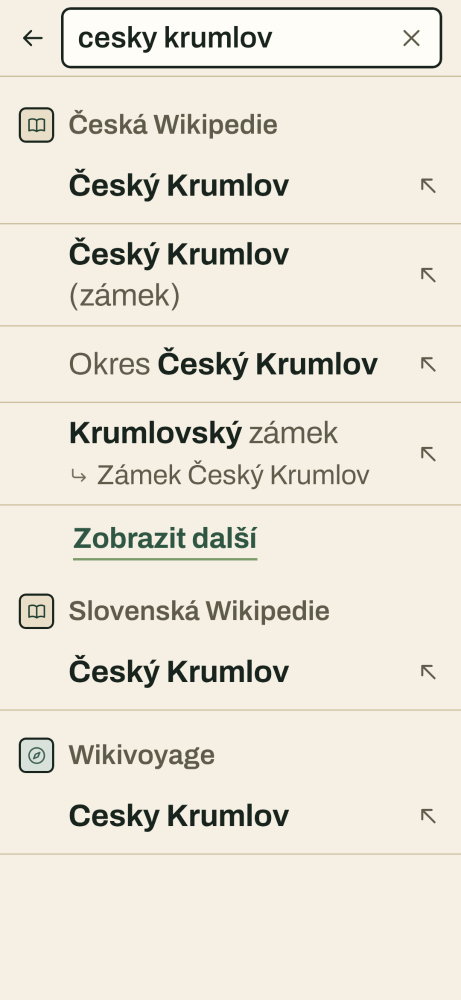 cesky krumlov
Česká Wikipedie
Český Krumlov
Český Krumlov
(zámek)
Okres Český Krumlov
Krumlovský zámek
Zámek Český Krumlov
Zobrazit další
Slovenská Wikipedie
Český Krumlov
Wikivoyage
Cesky Krumlov